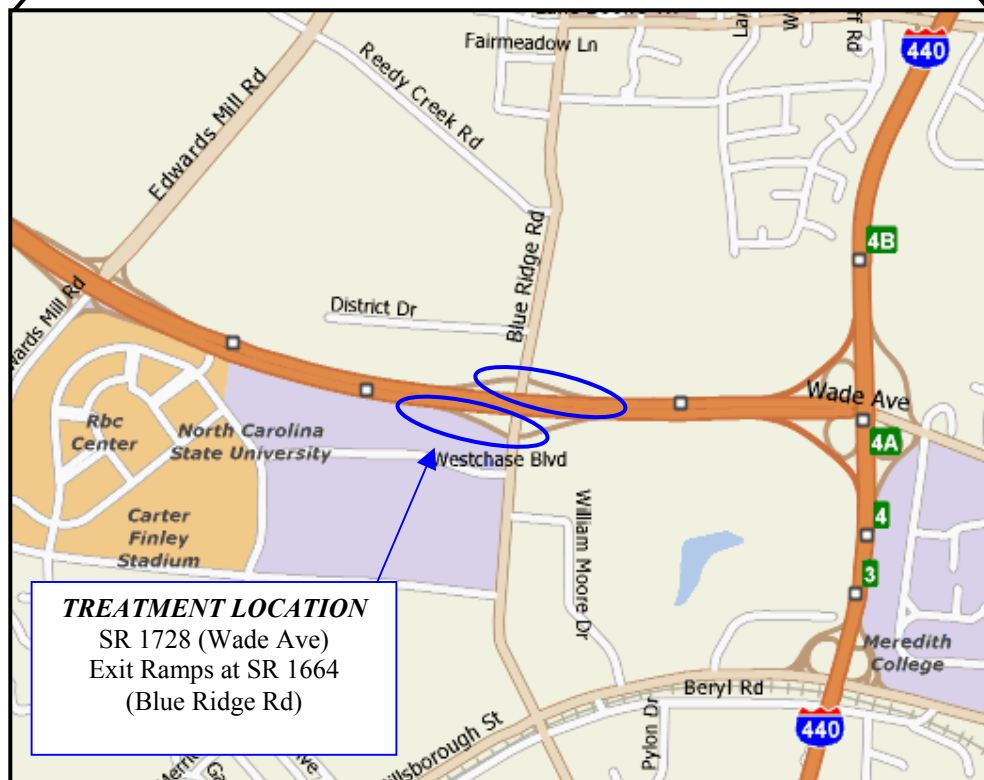 Fairmeadow Ln
Reedy Creek Rd
Edwards Mill Rd
440
4B
Blue Ridge Rd
District Dr
wards Mill Rd
Wade Ave
Rbc
Center
North Carolina
State University
Westchase Blvd
4A
Carter
Finley
Stadium
William Moore Dr
4
3
TREATMENT LOCATION
SR 1728 (Wade Ave)
Exit Ramps at SR 1664
(Blue Ridge Rd)
Meredith
College
Beryl Rd
Pylon Dr
llsborough St
440